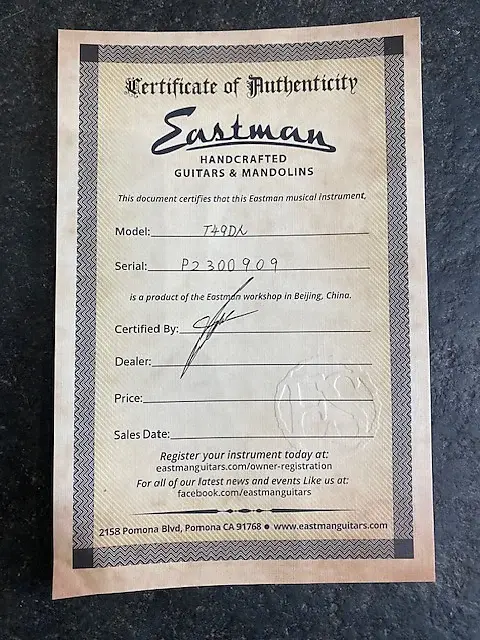 Certificate of Authenticity
Eastman
HANDCRAFTED
GUITARS & MANDOLINS
This document certifies that this Eastman musical instrument,
Model: T49DN
Serial: P2300909
is a product of the Eastman workshop in Beijing, China.
Certified By:
Dealer:
Price:
ES
Sales Date:
Register your instrument today at:
eastmanguitars.com/owner-registration
For all of our latest news and events Like us at:
facebook.com/eastmanguitars
2158 Pomona Blvd, Pomona CA 91768 ● www.eastmanguitars.com